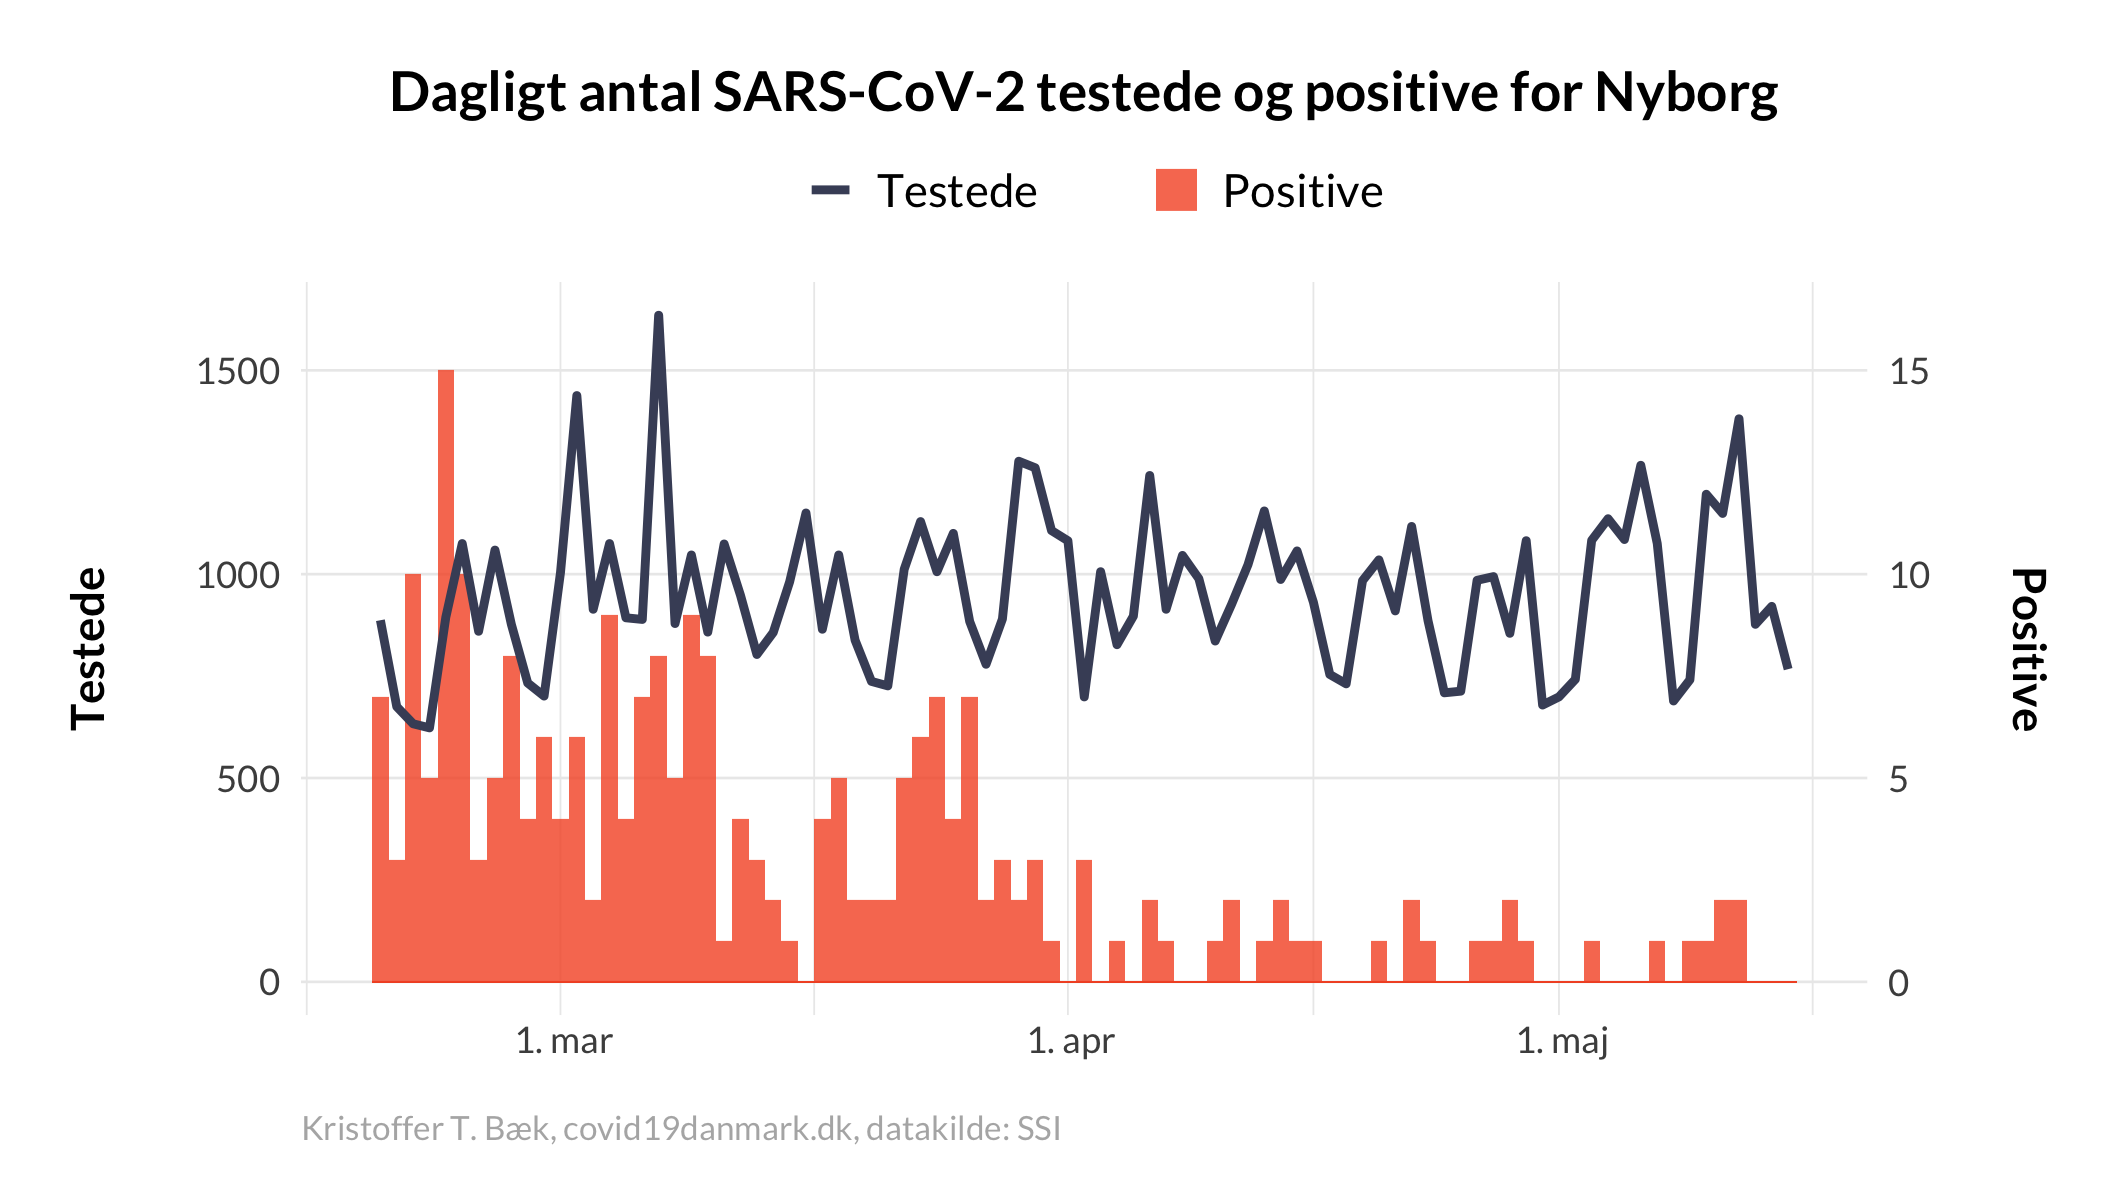 Dagligt antal SARS-CoV-2 testede og positive for Nyborg
Testede
Positive
1500
1000
500
0
15
10
5
0
Testede
Positive
1. mar
1. apr
1. maj
Kristoffer T. Bæk, covid19danmark.dk, datakilde: SSI